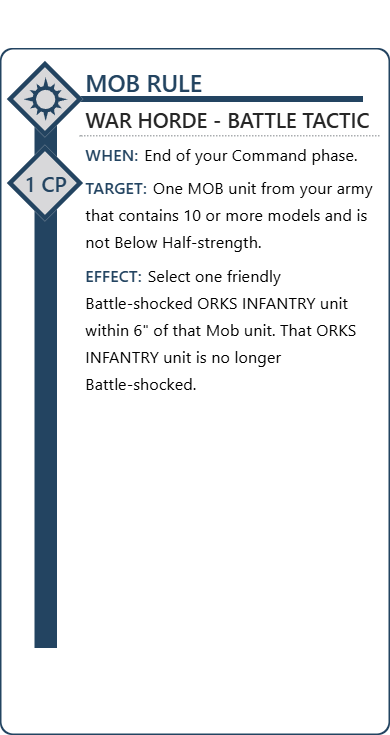 MOB RULE
WAR HORDE - BATTLE TACTIC
1 CP
WHEN: End of your Command phase.
TARGET: One MOB unit from your army
that contains 10 or more models and is
not Below Half-strength.
EFFECT: Select one friendly
Battle-shocked ORKS INFANTRY unit
within 6" of that Mob unit. That ORKS
INFANTRY unit is no longer
Battle-shocked.